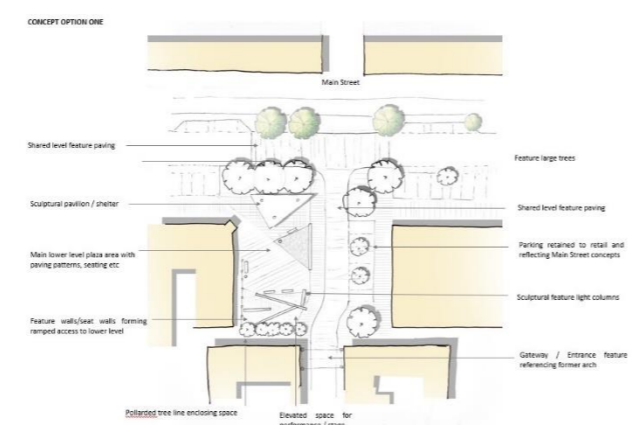 CONCEPT OPTION ONE
Main Street
Shared level feature paving
Sculptural pavilion / shelter
Main lower level plaza area with
paving patterns, seating etc
Feature walls/seat walls forming
ramped access to lower level
Pollarded tree line enclosing space
Elevated space for
performance / stage
Feature large trees
Shared level feature paving
Parking retained to retail and
reflecting Main Street concepts
Sculptural feature light columns
Gateway / Entrance feature
referencing former arch